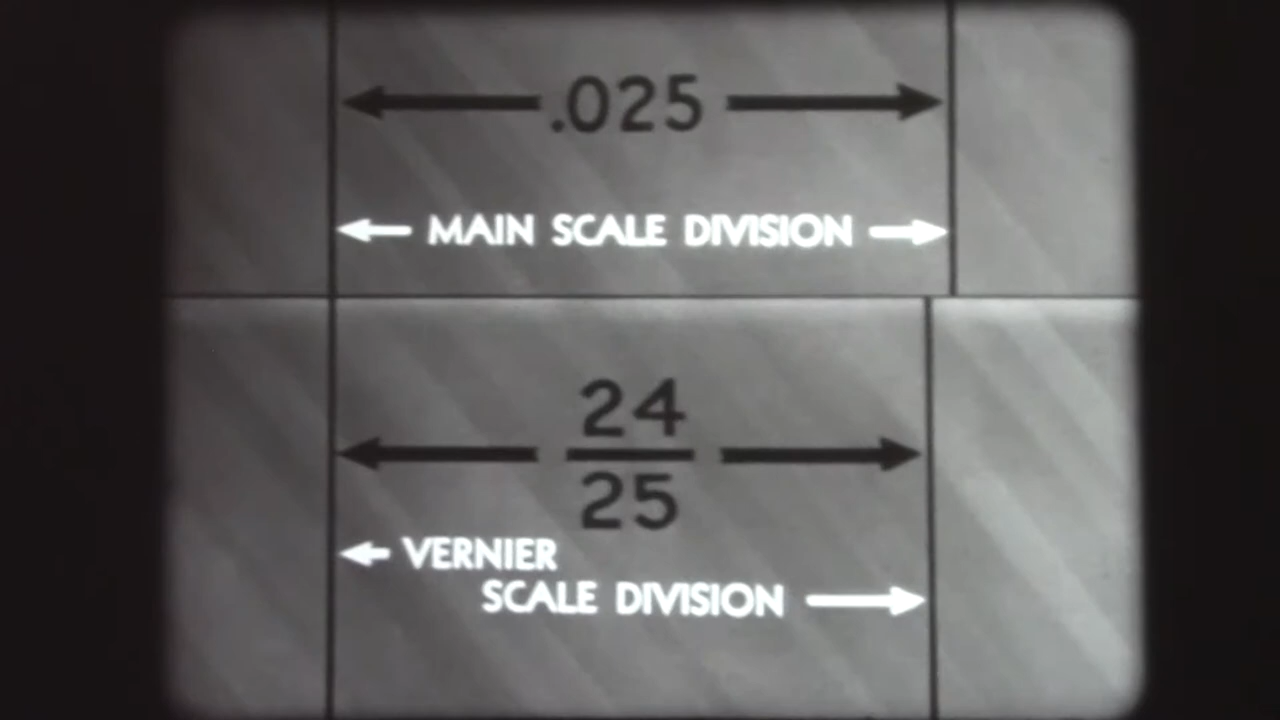 .025
MAIN SCALE DIVISION
24
25
VERNIER
SCALE DIVISION